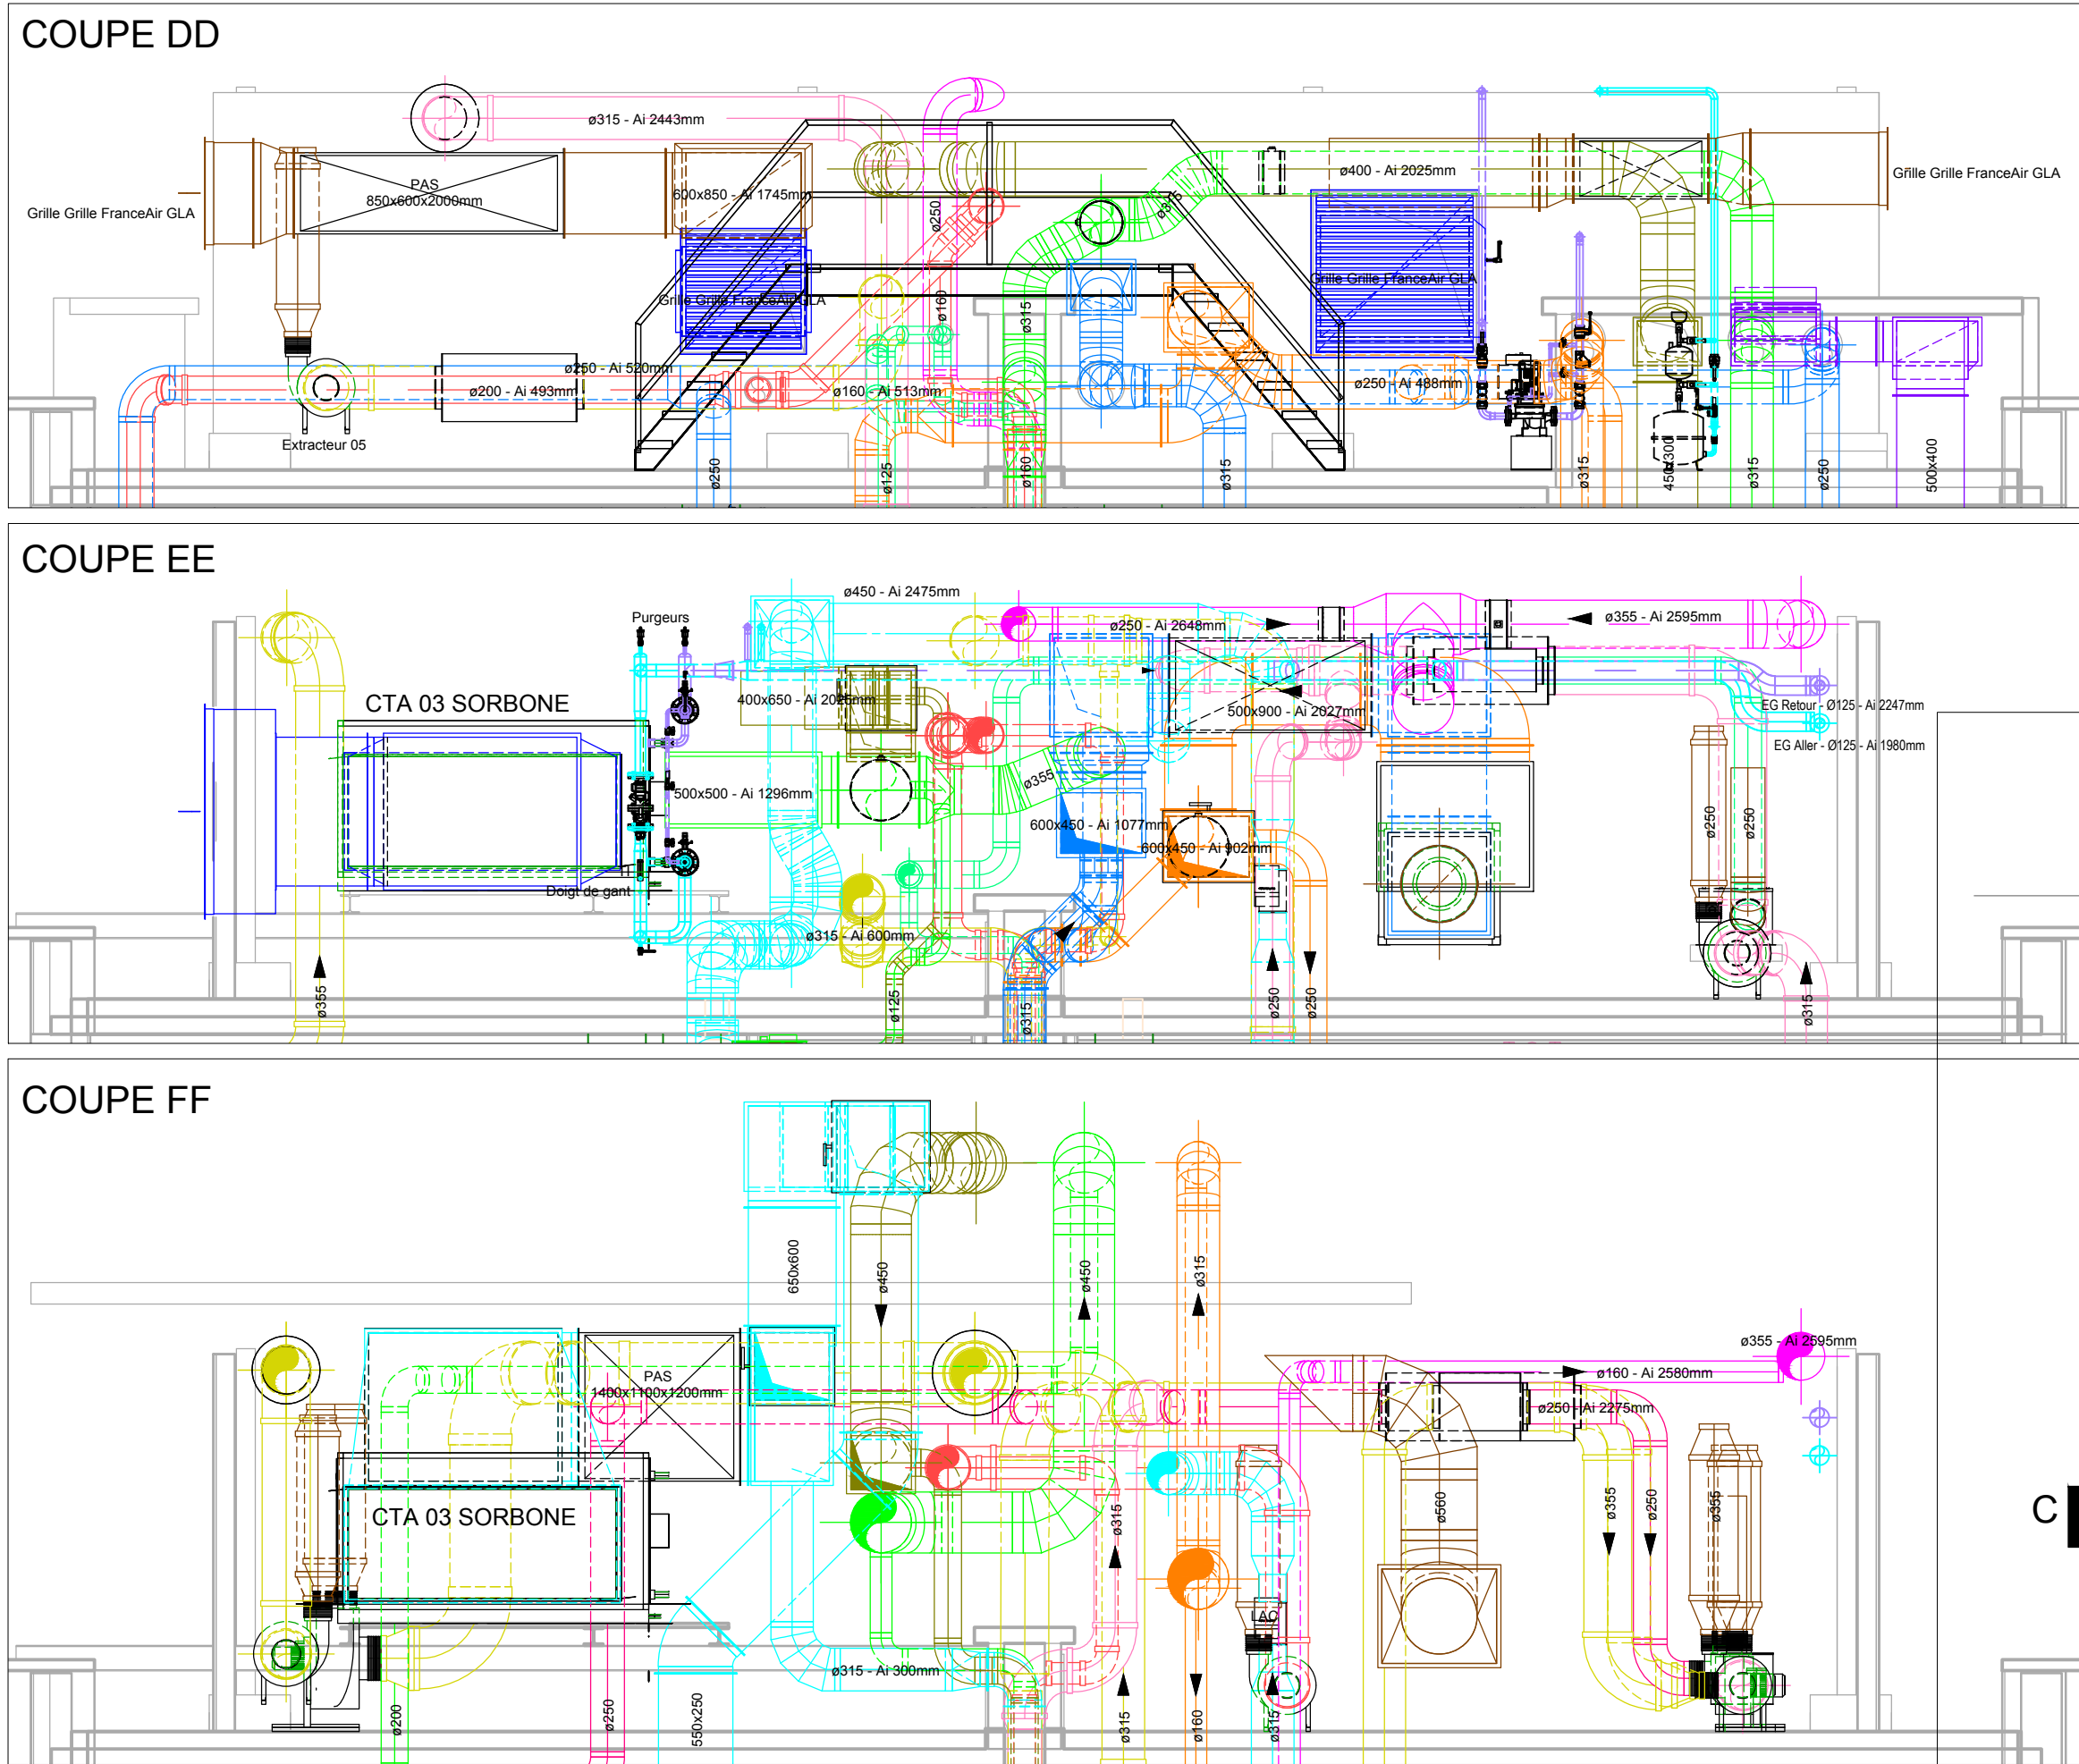 COUPE DD
ø315 - Ai 2443mm
PAS
850x600x2000mm
600x850 - Ai 1745mm
ø400 - Ai 2025mm
Grille Grille FranceAir GLA
Grille Grille FranceAir GLA
ø315
ø250
Grille Grille FranceAir GLA
Grille Grille FranceAir GLA
ø160
ø315
ø250 - Ai 520mm
ø200 - Ai 493mm
ø160 - Ai 513mm
ø250 - Ai 488mm
Extracteur 05
ø250
ø125
ø160
ø315
ø315
450x300
ø315
ø250
500x400
COUPE EE
ø450 - Ai 2475mm
Purgeurs
ø250 - Ai 2648mm
ø355 - Ai 2595mm
CTA 03 SORBONE
400x650 - Ai 2025mm
500x900 - Ai 2027mm
EG Retour - Ø125 - Ai 2247mm
EG Aller - Ø125 - Ai 1980mm
500x500 - Ai 1296mm
ø355
600x450 - Ai 1077mm
600x450 - Ai 902mm
ø250
ø250
Doigt de gant
ø315 - Ai 600mm
ø355
ø125
ø315
ø250
ø250
ø315
COUPE FF
650x600
ø450
ø450
ø315
ø355 - Ai 2595mm
PAS
1400x1100x1200mm
ø160 - Ai 2580mm
ø250 - Ai 2275mm
CTA 03 SORBONE
ø315
ø560
ø355
ø250
ø355
C
LAC
ø315 - Ai 300mm
ø200
ø250
550x250
ø315
ø160
ø315